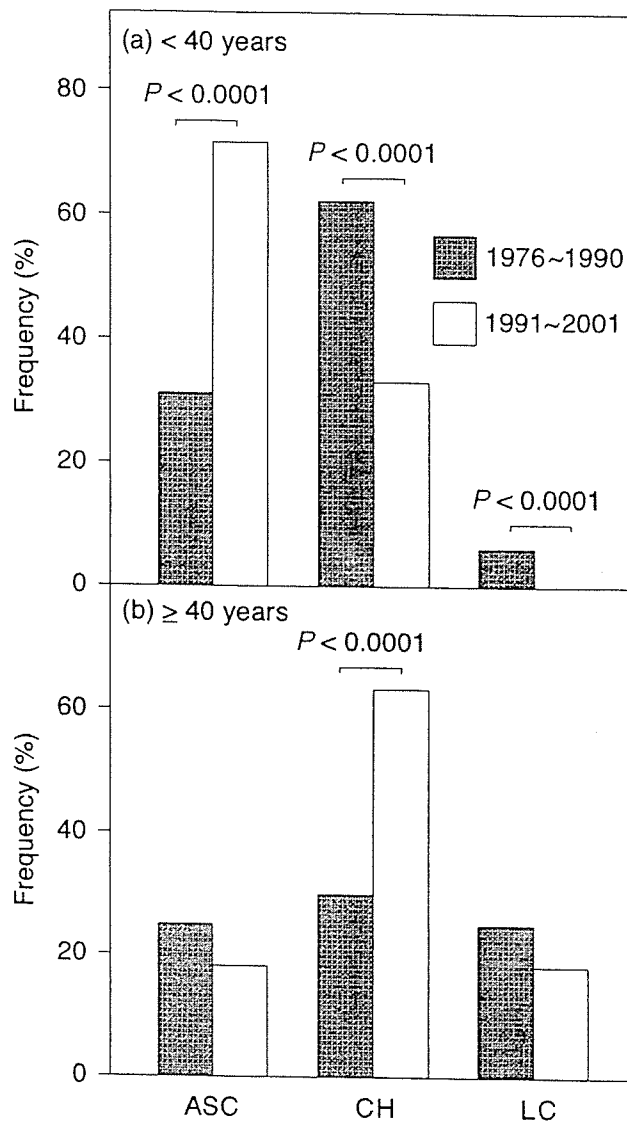 (a) < 40 years
80
P < 0.0001
P < 0.0001
60
1976~1990
1991~2001
Frequency (%)
40
20
P < 0.0001
0
(b) ≥ 40 years
P < 0.0001
60
Frequency (%)
40
20
0
ASC CH LC